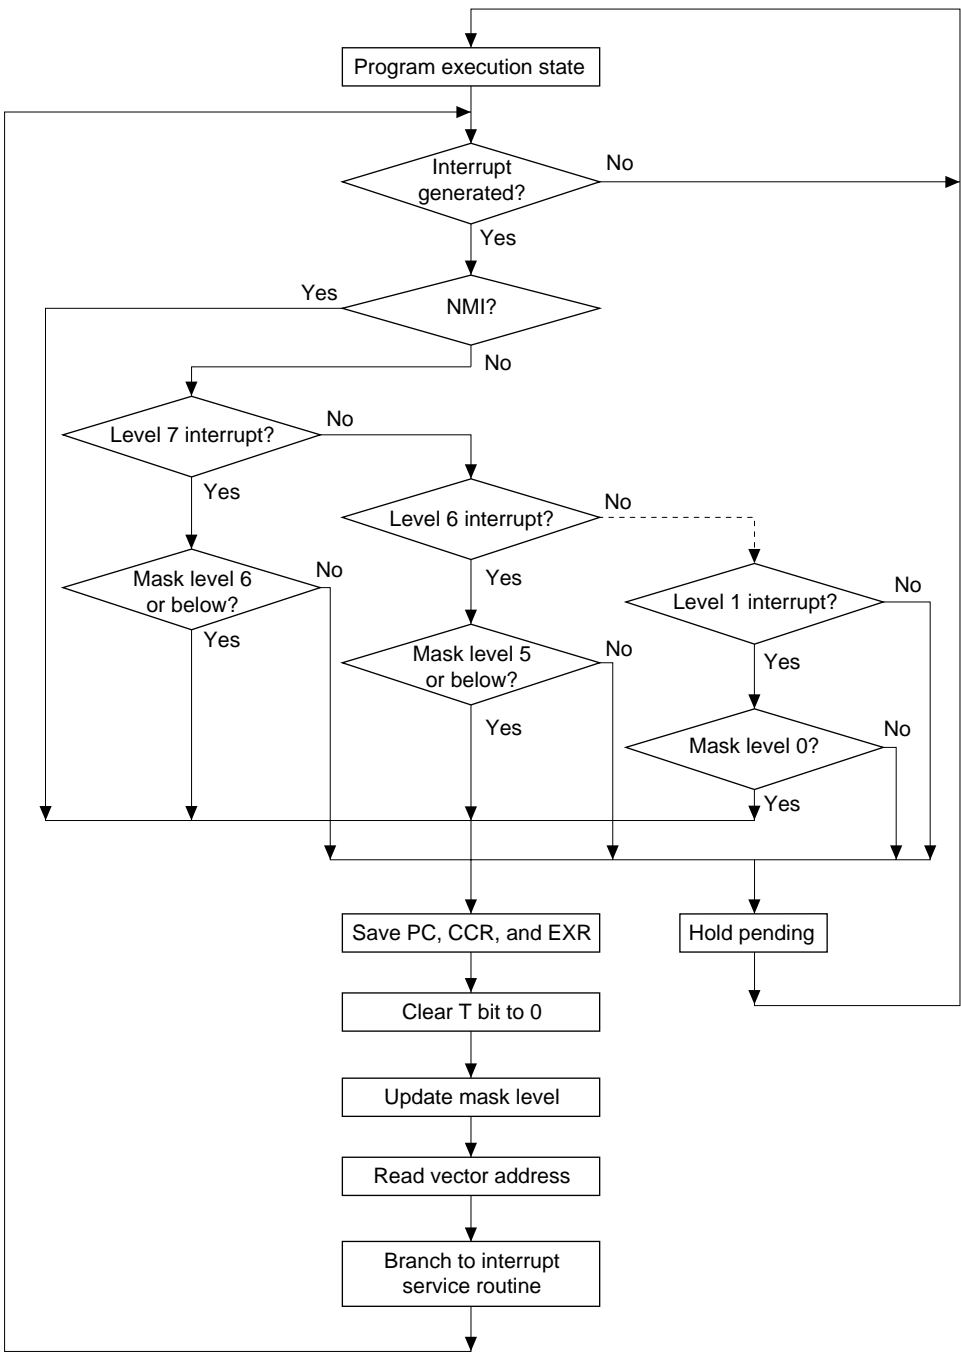 Program execution state
Interrupt
generated?
No
Yes
Yes
NMI?
No
Level 7 interrupt?
No
Yes
Level 6 interrupt?
No
Mask level 6
or below?
No
Yes
Yes
Level 1 interrupt?
No
Mask level 5
or below?
No
Yes
Yes
Mask level 0?
No
Yes
Save PC, CCR, and EXR
Hold pending
Clear T bit to 0
Update mask level
Read vector address
Branch to interrupt
service routine